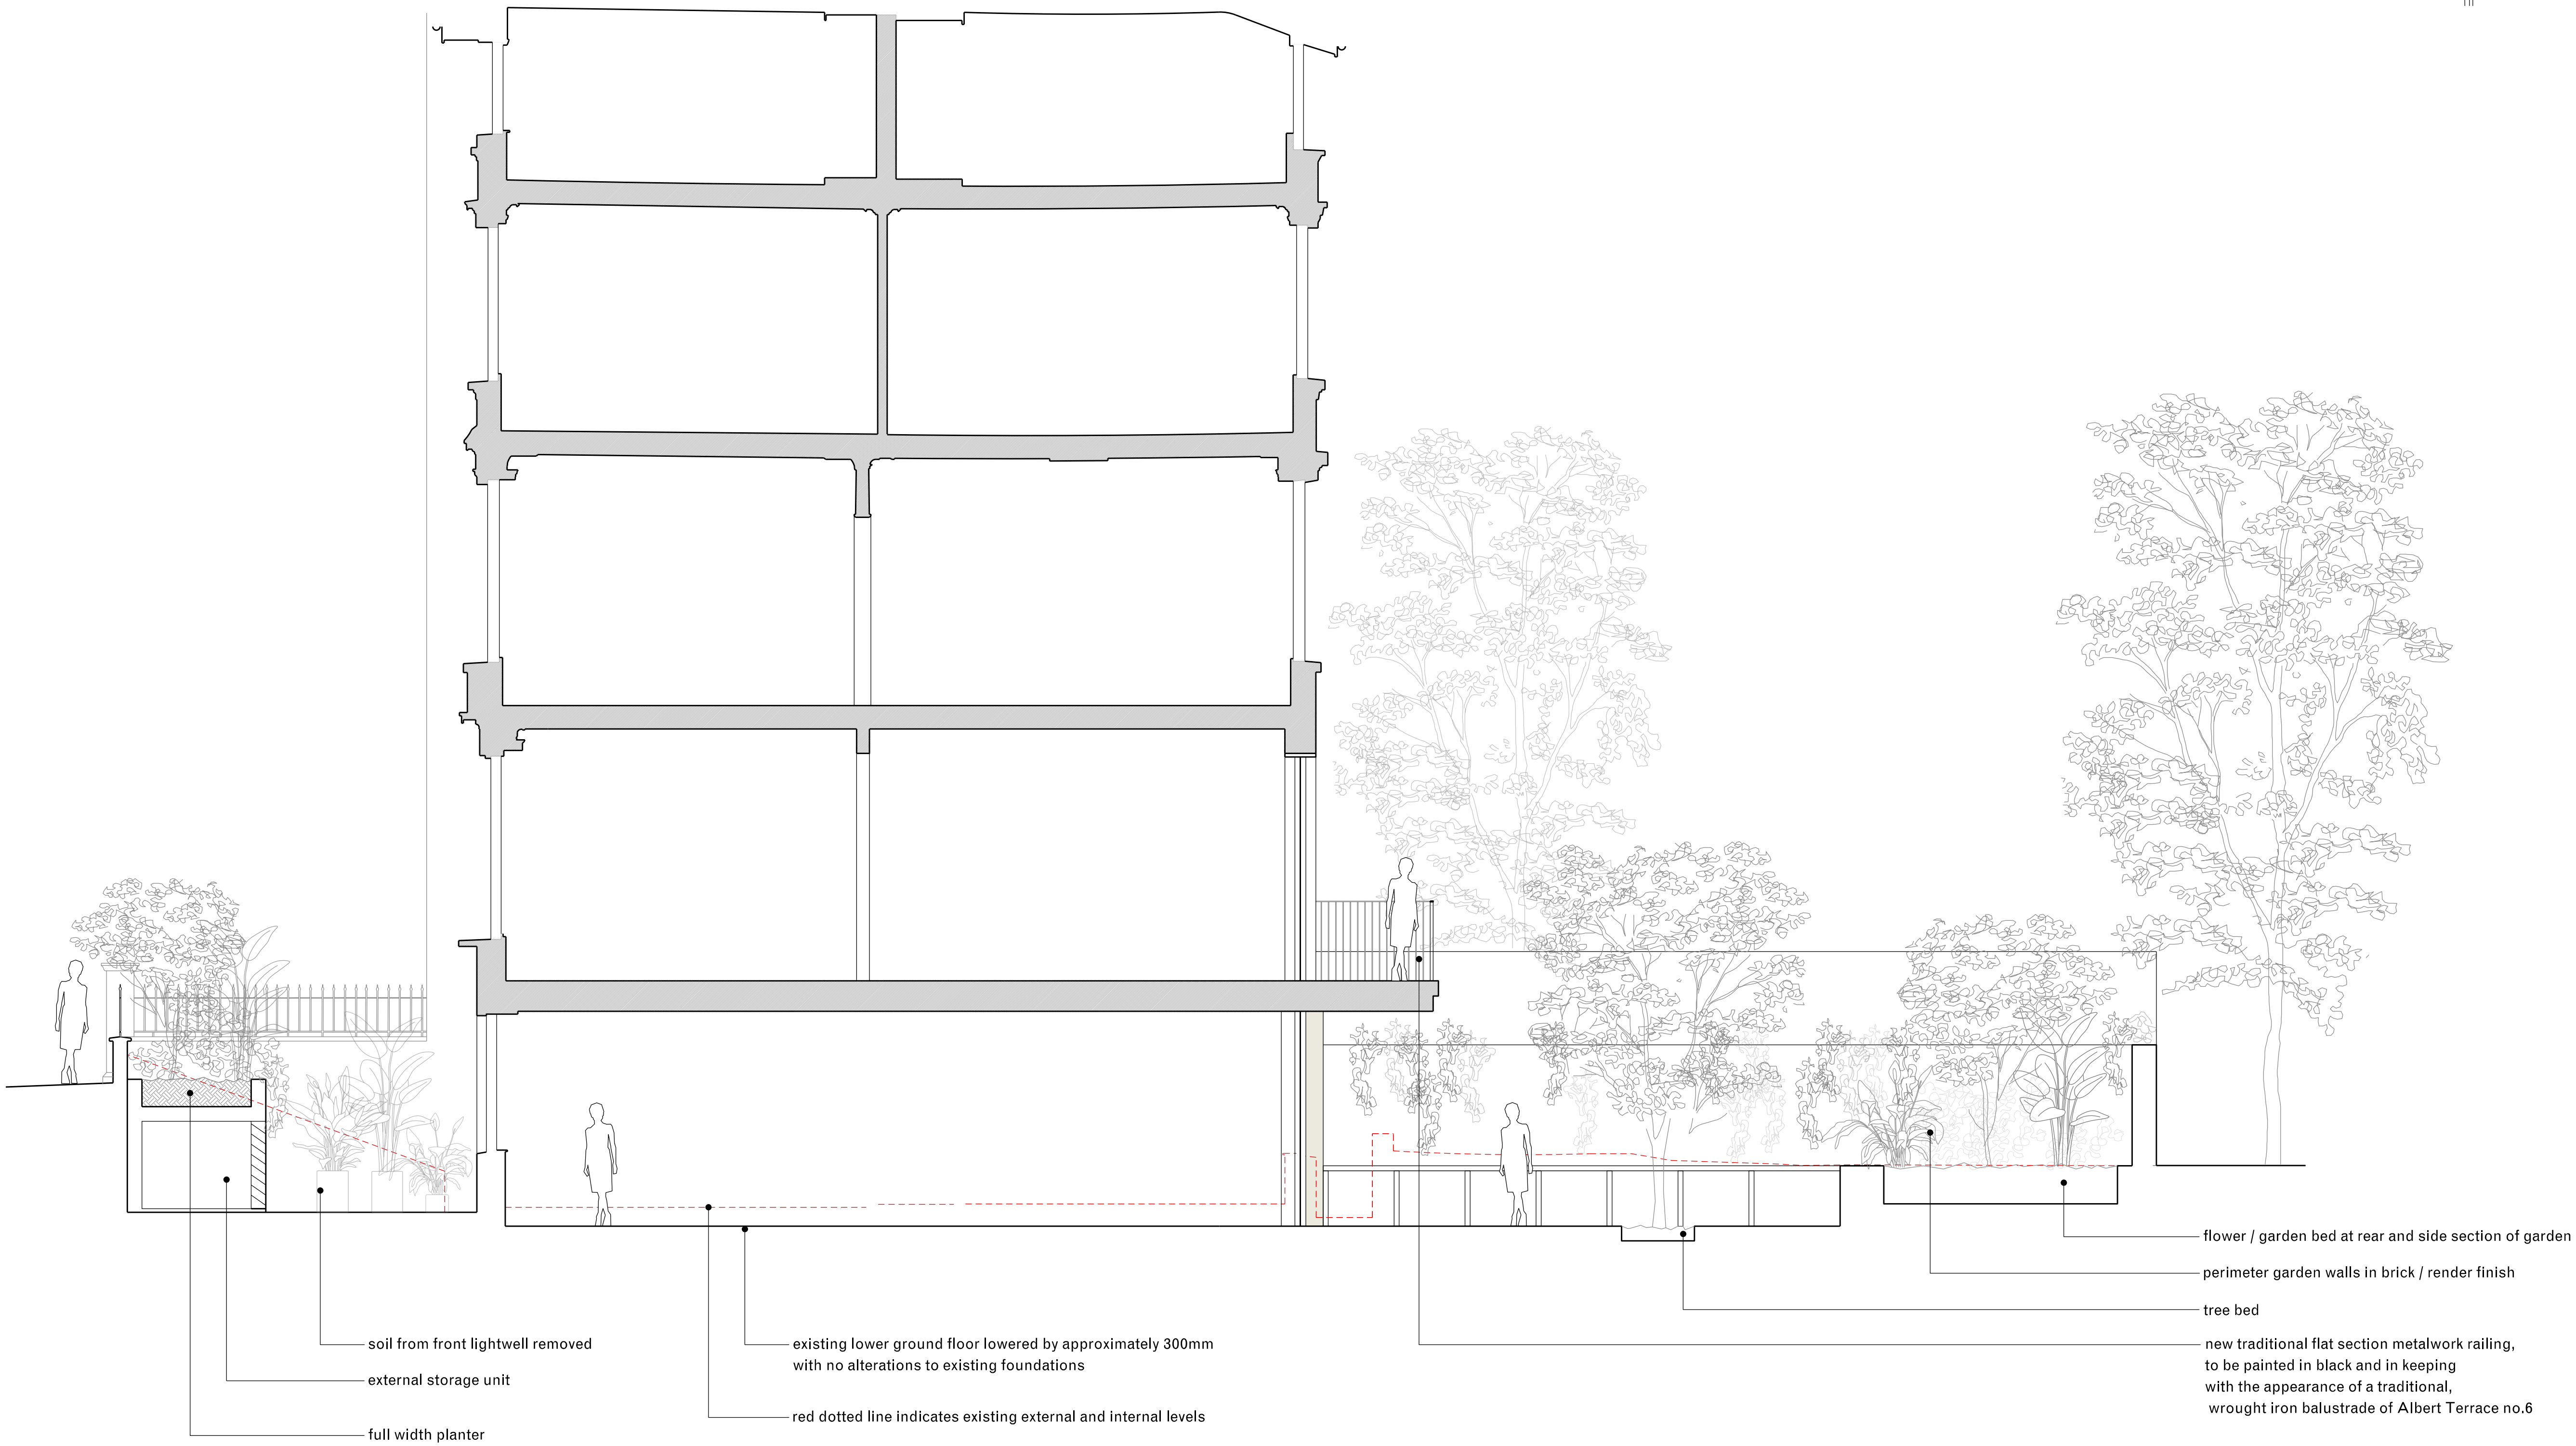 flower / garden bed at rear and side section of garden
perimeter garden walls in brick / render finish
tree bed
soil from front lightwell removed
existing lower ground floor lowered by approximately 300mm
with no alterations to existing foundations
new traditional flat section metalwork railing,
to be painted in black and in keeping
with the appearance of a traditional,
wrought iron balustrade of Albert Terrace no.6
external storage unit
red dotted line indicates existing external and internal levels
full width planter